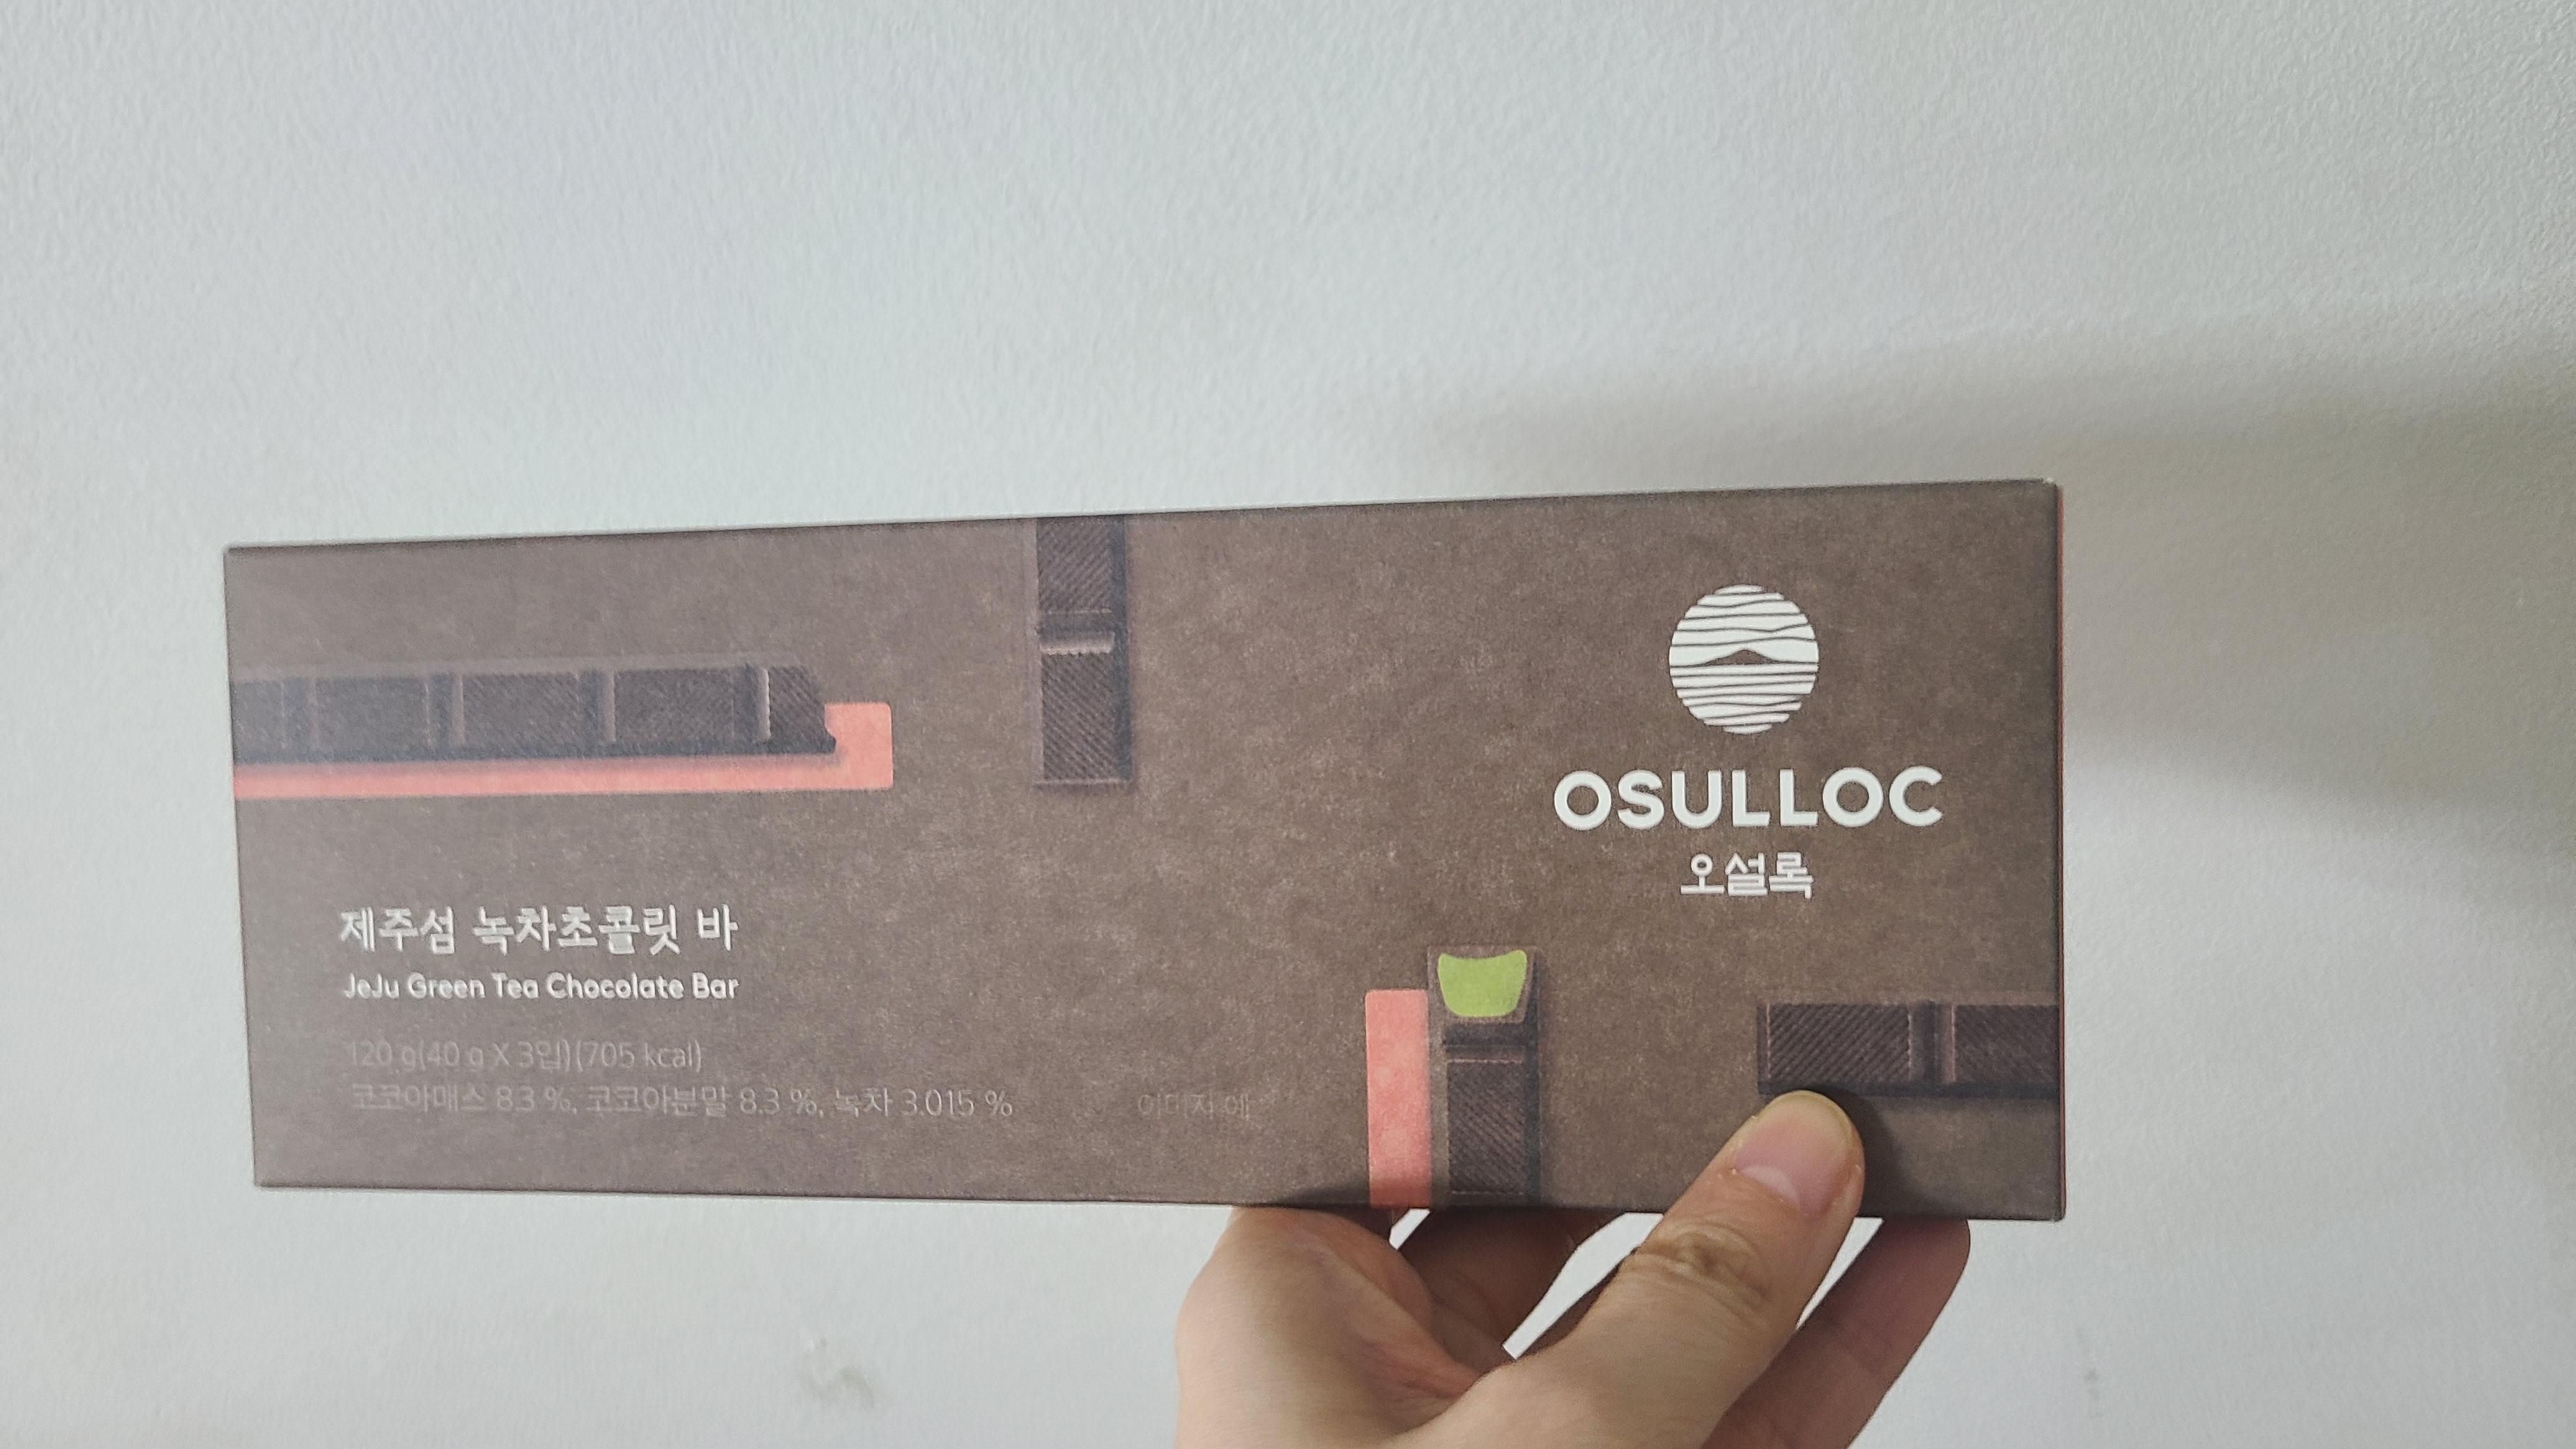 OSULLOC
오설록
제주섬 녹차초콜릿 바
JeJu Green Tea Chocolate Bar
120 g(40 g X 3입)(705 kcal)
코코아매스 8.3 %, 코코아분말 8.3 %, 녹차 3.015 %
이미지 예